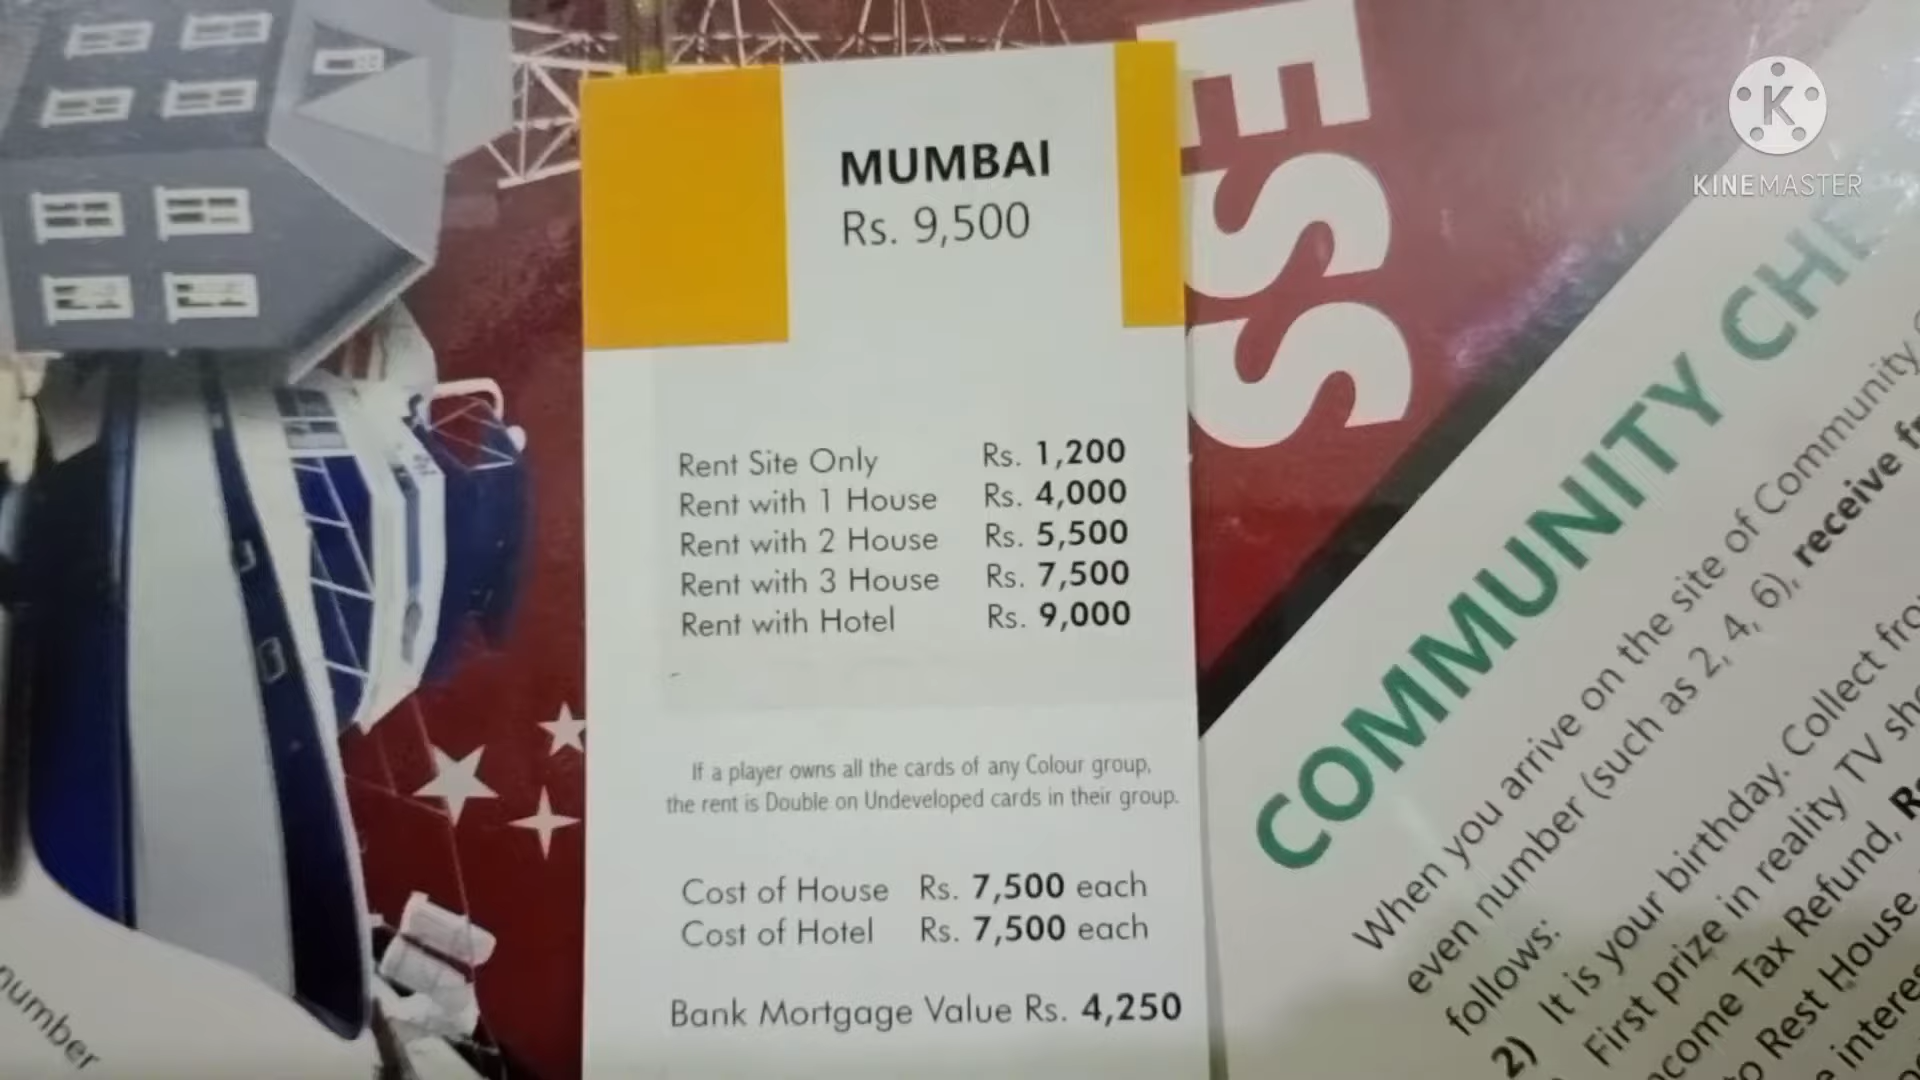 MUMBAI
Rs. 9,500
Rent Site Only Rs. 1,200
Rent with 1 House Rs. 4,000
Rent with 2 House Rs. 5,500
Rent with 3 House Rs. 7,500
Rent with Hotel Rs. 9,000
If a player owns all the cards of any Colour group,
the rent is Double on Undeveloped cards in their group.
Cost of House Rs. 7,500 each
Cost of Hotel Rs. 7,500 each
Bank Mortgage Value Rs. 4,250
ESS
K
KINEMASTER
COMMUNITY
When you arrive on the site of Community
even number (such as 2, 4, 6), receive
follows:
2) It is your birthday. Collect
First prize in reality TV
Tax Refund,
Rest House
number